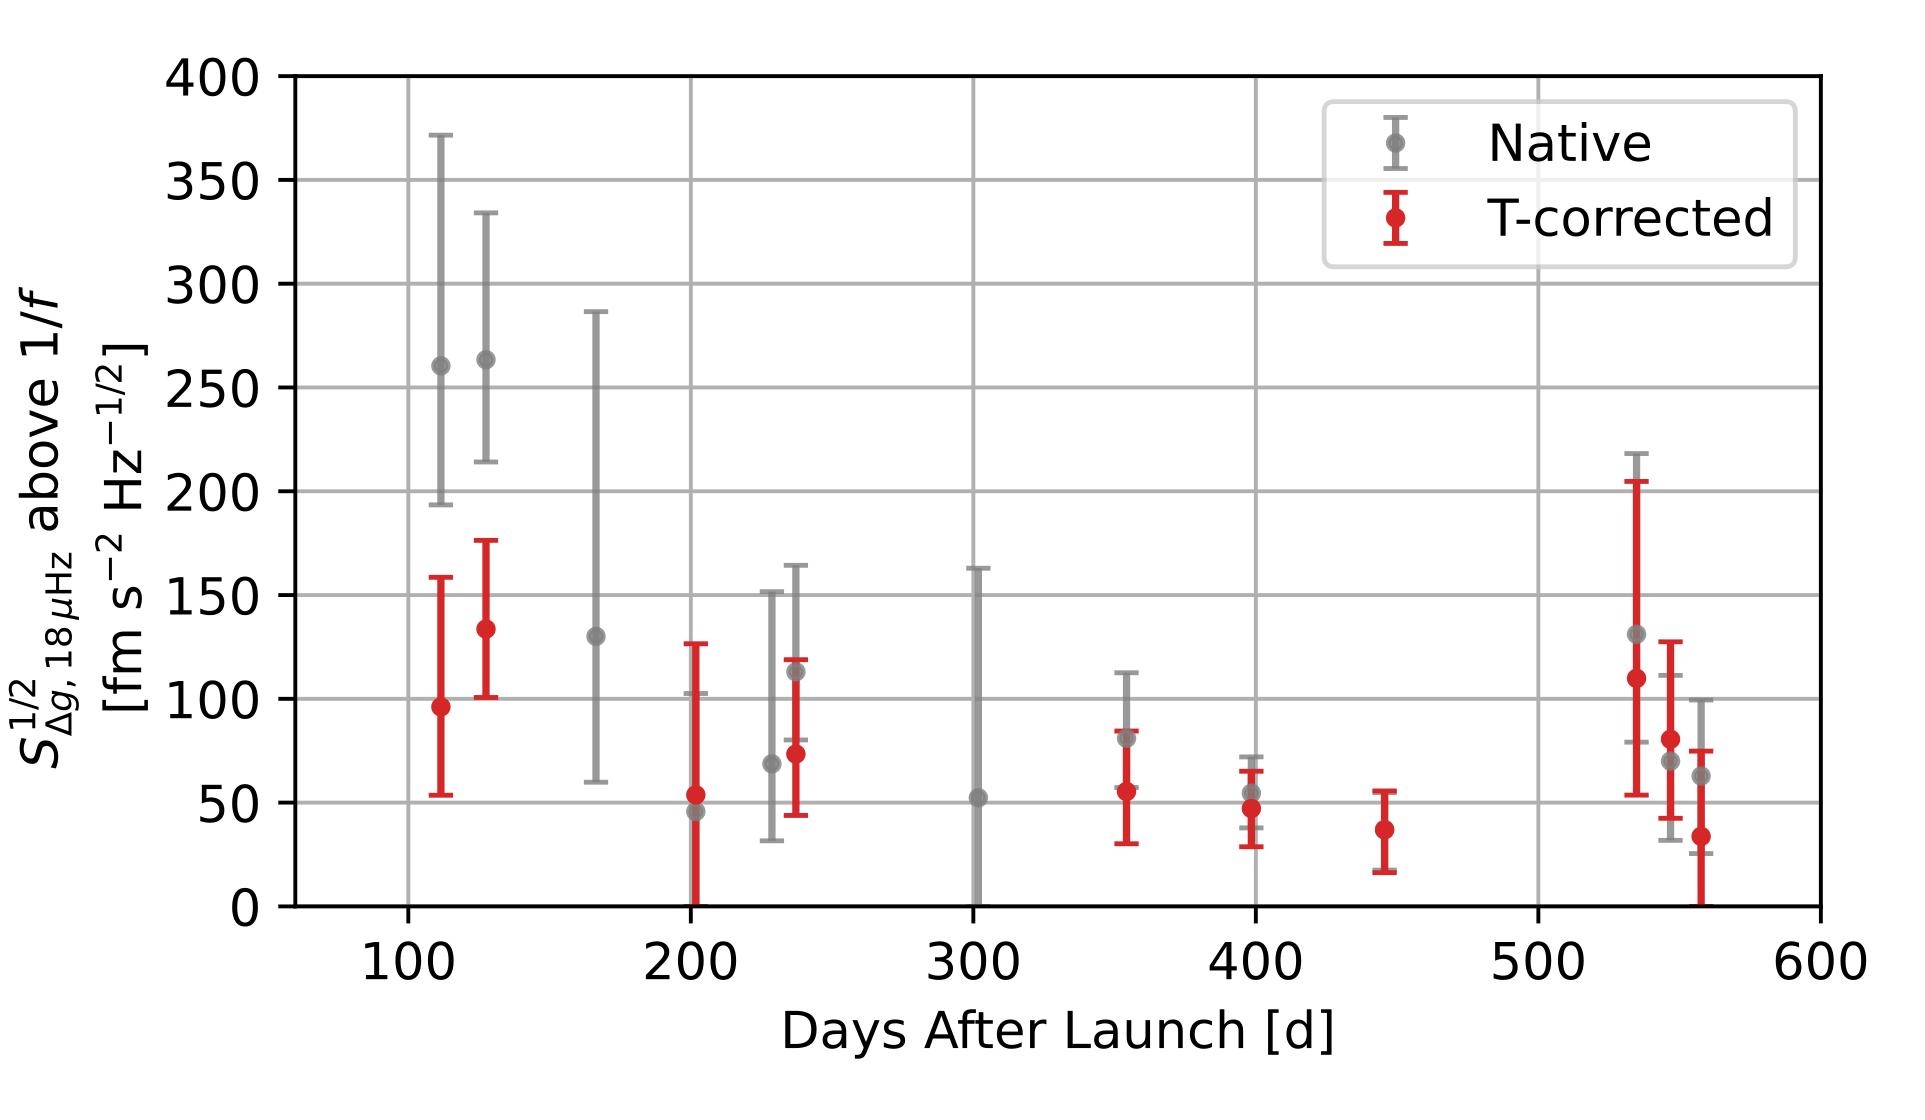 S^{1/2}_{Δg, 18 μHz} above 1/f
[fm s^{−2} Hz^{−1/2}]
400
350
300
250
200
150
100
50
0
Native
T-corrected
100 200 300 400 500 600
Days After Launch [d]